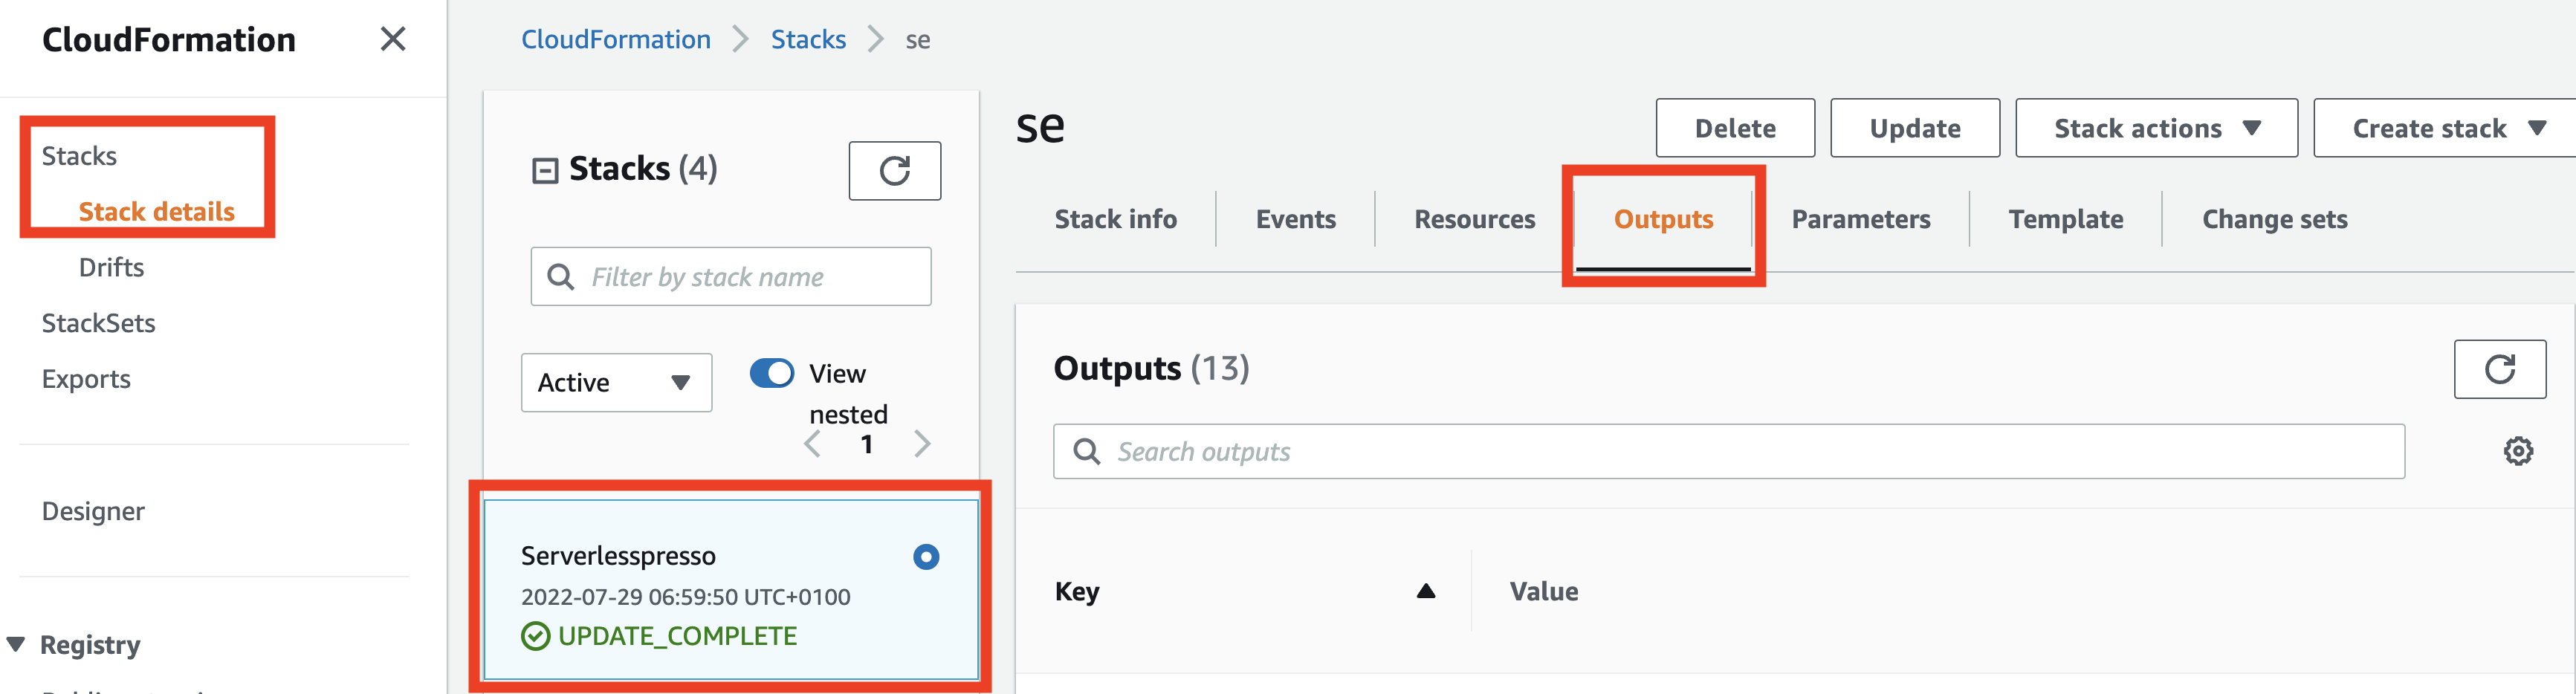 CloudFormation
Stacks
Stack details
Drifts
StackSets
Exports
Designer
Registry
CloudFormation Stacks se
Stacks (4)
Filter by stack name
Active
View
nested
1
Serverlesspresso
2022-07-29 06:59:50 UTC+0100
UPDATE_COMPLETE
se
Delete Update Stack actions Create stack
Stack info Events Resources Outputs Parameters Template Change sets
Outputs (13)
Search outputs
Key Value